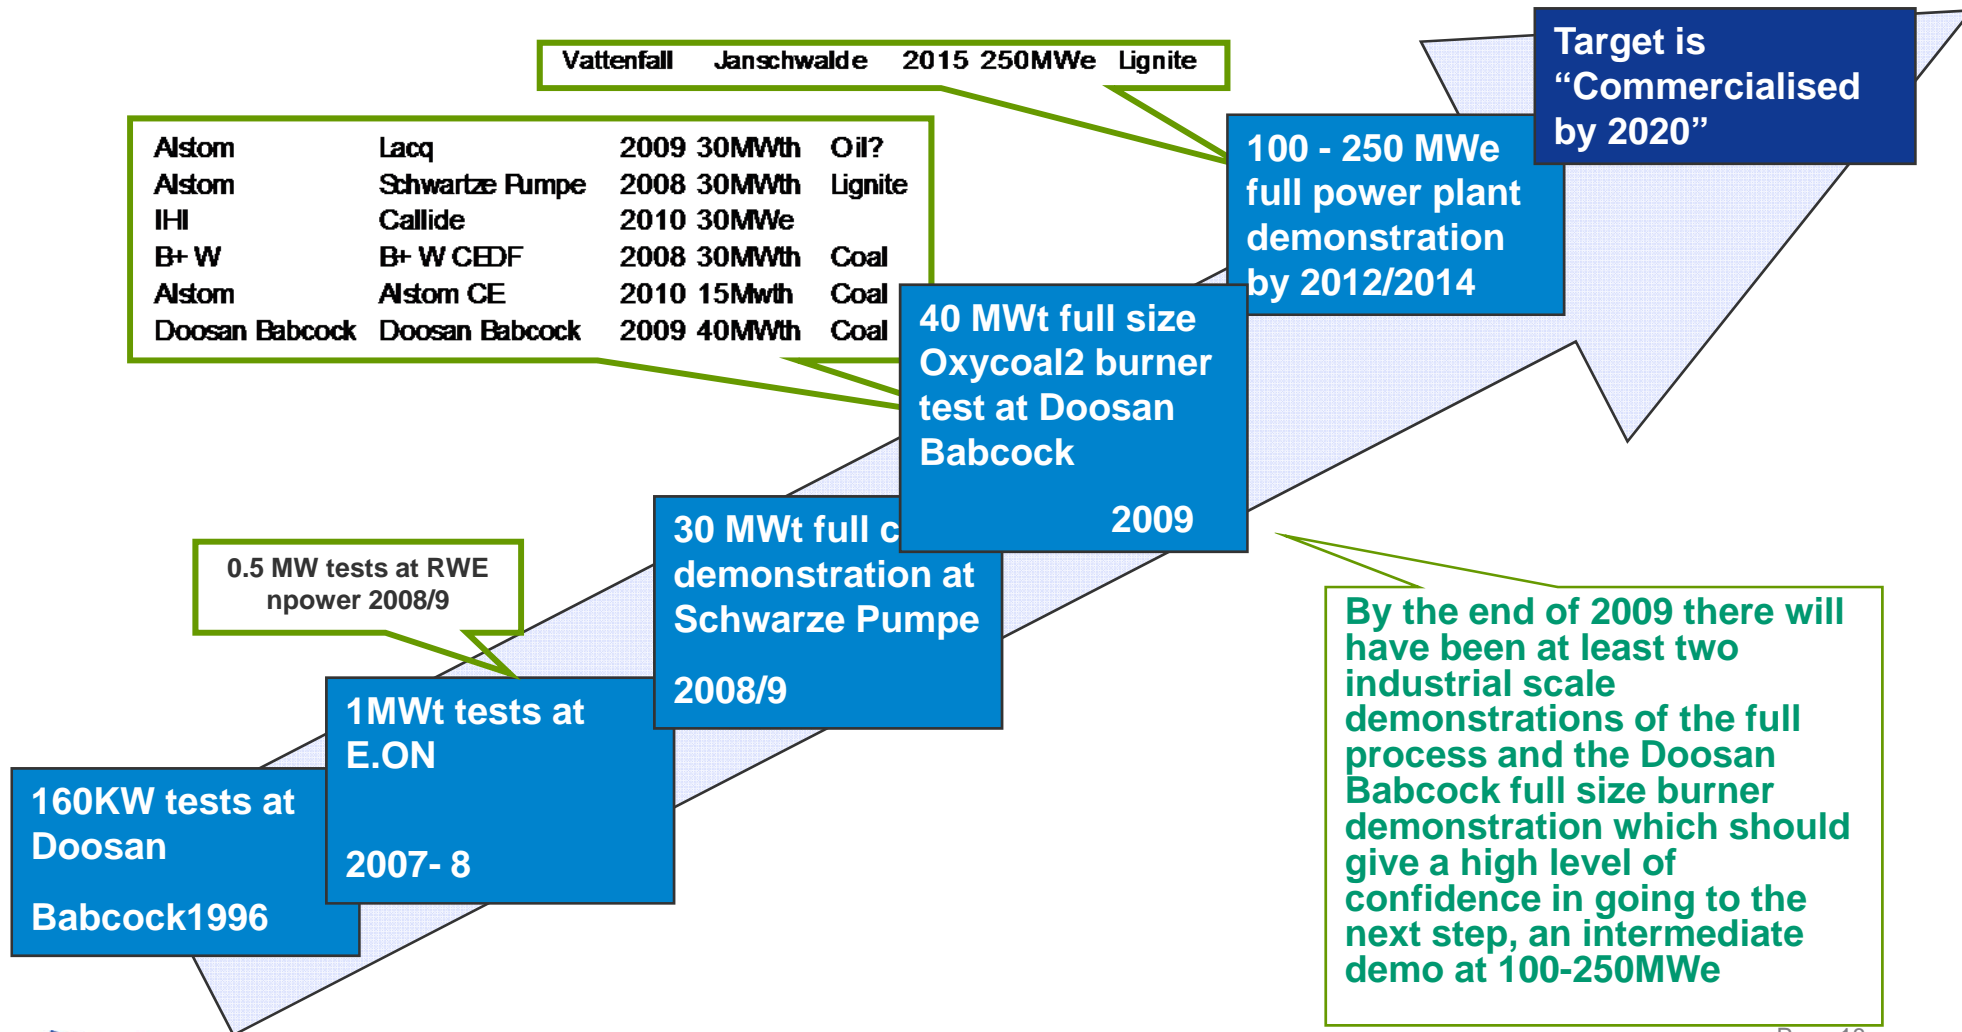 Target is
“Commercialised
by 2020”
Vattenfall Janschwalde 2015 250MWe Lignite
Alstom Lacq 2009 30MWth Oil?
Alstom Schwartze Pumpe 2008 30MWth Lignite
IHI Callide 2010 30MWe
B+ W B+ W CEDF 2008 30MWth Coal
Alstom Alstom CE 2010 15Mwth Coal
Doosan Babcock Doosan Babcock 2009 40MWth Coal
100 - 250 MWe
full power plant
demonstration
by 2012/2014
40 MWt full size
Oxycoal2 burner
test at Doosan
Babcock
2009
0.5 MW tests at RWE
npower 2008/9
30 MWt full c
demonstration at
Schwarze Pumpe
2008/9
1MWt tests at
E.ON
2007- 8
160KW tests at
Doosan
Babcock1996
By the end of 2009 there will
have been at least two
industrial scale
demonstrations of the full
process and the Doosan
Babcock full size burner
demonstration which should
give a high level of
confidence in going to the
next step, an intermediate
demo at 100-250MWe